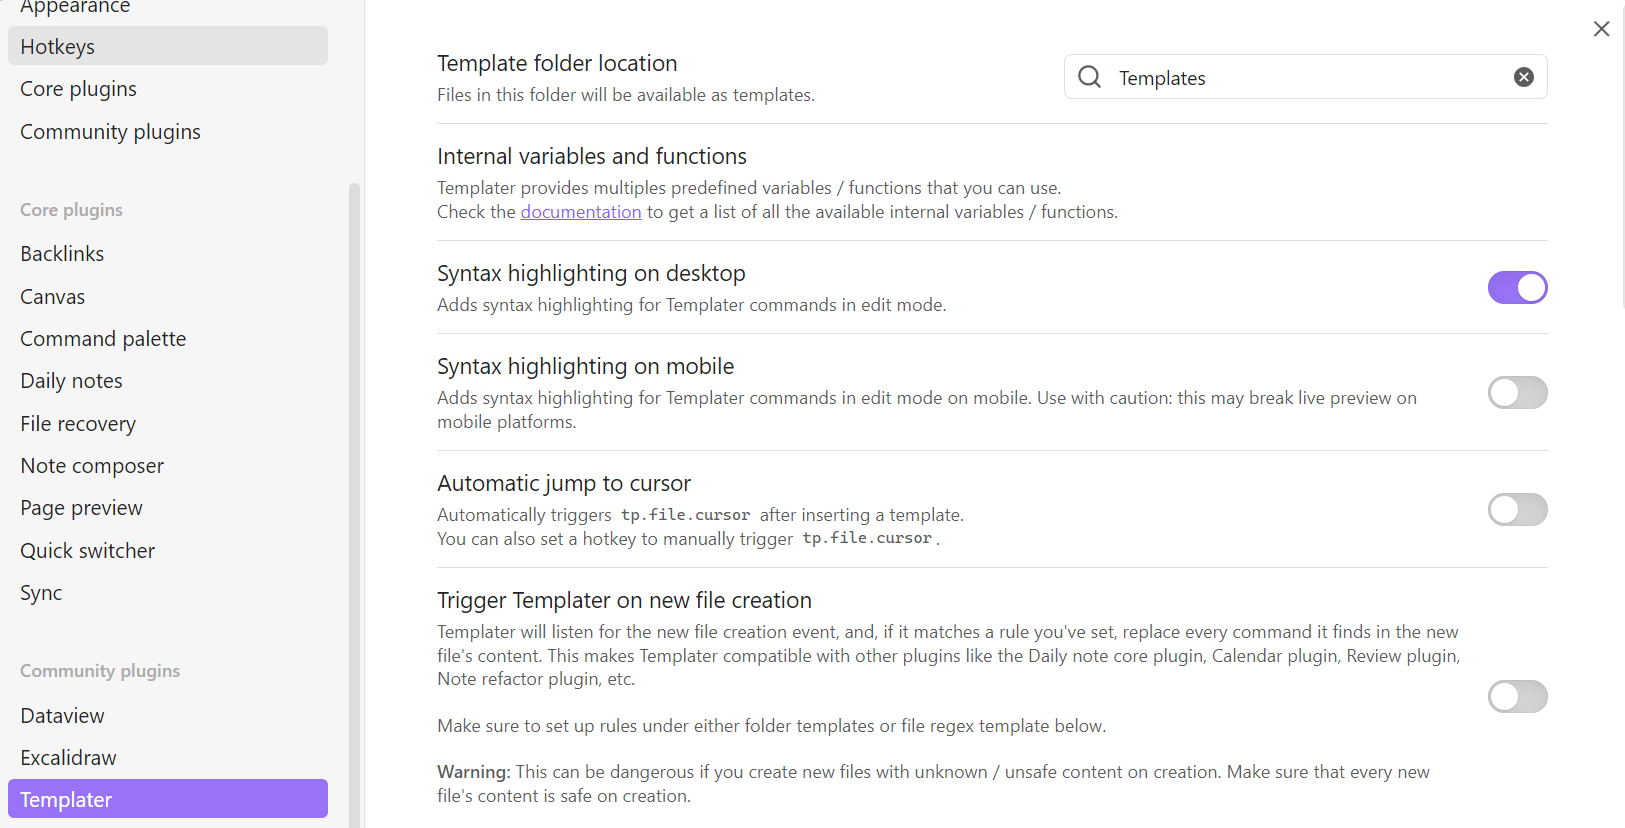 Appearance
Hotkeys
Core plugins
Community plugins
Core plugins
Backlinks
Canvas
Command palette
Daily notes
File recovery
Note composer
Page preview
Quick switcher
Sync
Community plugins
Dataview
Excalidraw
Templater
Template folder location
Files in this folder will be available as templates.
Templates
Internal variables and functions
Templater provides multiples predefined variables / functions that you can use.
Check the documentation to get a list of all the available internal variables / functions.
Syntax highlighting on desktop
Adds syntax highlighting for Templater commands in edit mode.
Syntax highlighting on mobile
Adds syntax highlighting for Templater commands in edit mode on mobile. Use with caution: this may break live preview on
mobile platforms.
Automatic jump to cursor
Automatically triggers tp.file.cursor after inserting a template.
You can also set a hotkey to manually trigger tp.file.cursor.
Trigger Templater on new file creation
Templater will listen for the new file creation event, and, if it matches a rule you've set, replace every command it finds in the new
file's content. This makes Templater compatible with other plugins like the Daily note core plugin, Calendar plugin, Review plugin,
Note refactor plugin, etc.
Make sure to set up rules under either folder templates or file regex template below.
Warning: This can be dangerous if you create new files with unknown / unsafe content on creation. Make sure that every new
file's content is safe on creation.